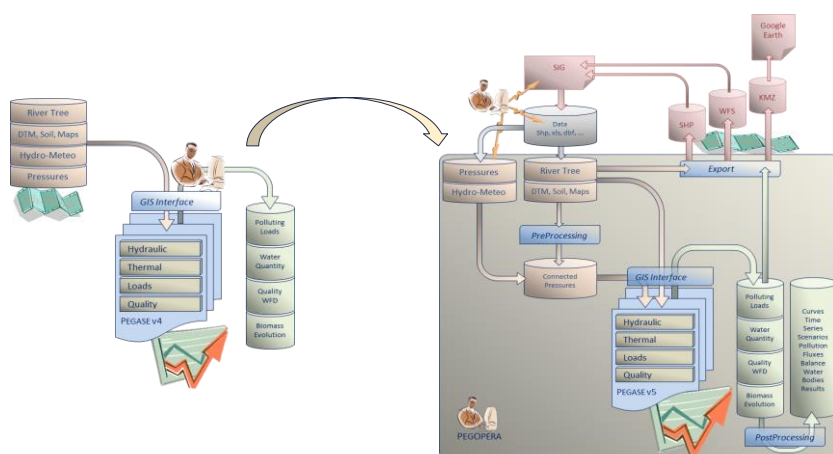 River Tree
DTM, Soil, Maps
Hydro-Meteo
Pressures
GIS Interface
Hydraulic
Thermal
Loads
Quality
PEGASE v4
Polluting
Loads
Water
Quantity
Quality
WFD
Biomass
Evolution
Google
Earth
SIG
KMZ
WFS
SHP
Data
Shp, xls, dbf, ...
Export
Pressures
Hydro-Meteo
River Tree
DTM, Soil, Maps
PreProcessing
Connected
Pressures
GIS Interface
Hydraulic
Thermal
Loads
Quality
PEGASE v5
Polluting
Loads
Water
Quantity
Quality
WFD
Biomass
Evolution
Curves
Time
Series
Scenarios
Pollution
Fluxes
Balance
Water
Bodies
Results
PostProcessing
PEGOPERA